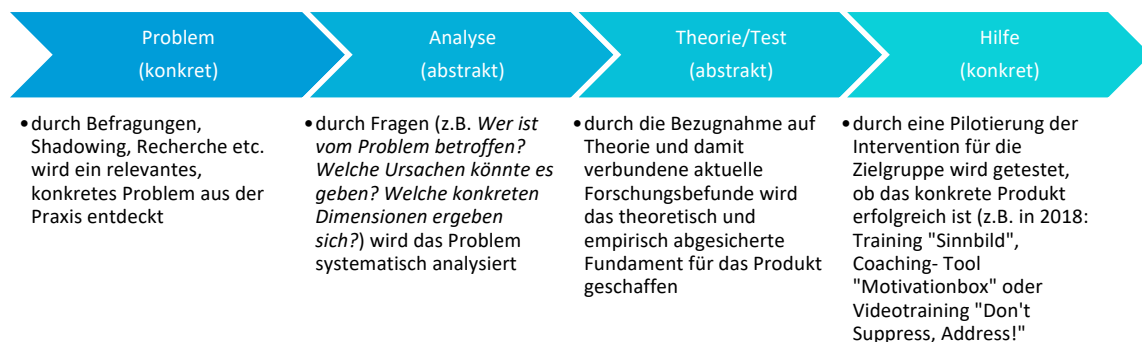 Problem
(konkret)
Analyse
(abstrakt)
Theorie/Test
(abstrakt)
Hilfe
(konkret)
•durch Befragungen,
Shadowing, Recherche etc.
wird ein relevantes,
konkretes Problem aus der
Praxis entdeckt
•durch Fragen (z.B. Wer ist
vom Problem betroffen?
Welche Ursachen könnte es
geben? Welche konkreten
Dimensionen ergeben
sich?) wird das Problem
systematisch analysiert
•durch die Bezugnahme auf
Theorie und damit
verbundene aktuelle
Forschungsbefunde wird
das theoretisch und
empirisch abgesicherte
Fundament für das Produkt
geschaffen
•durch eine Pilotierung der
Intervention für die
Zielgruppe wird getestet,
ob das konkrete Produkt
erfolgreich ist (z.B. in 2018:
Training "Sinnbild",
Coaching- Tool
"Motivationbox" oder
Videotraining "Don't
Suppress, Address!"